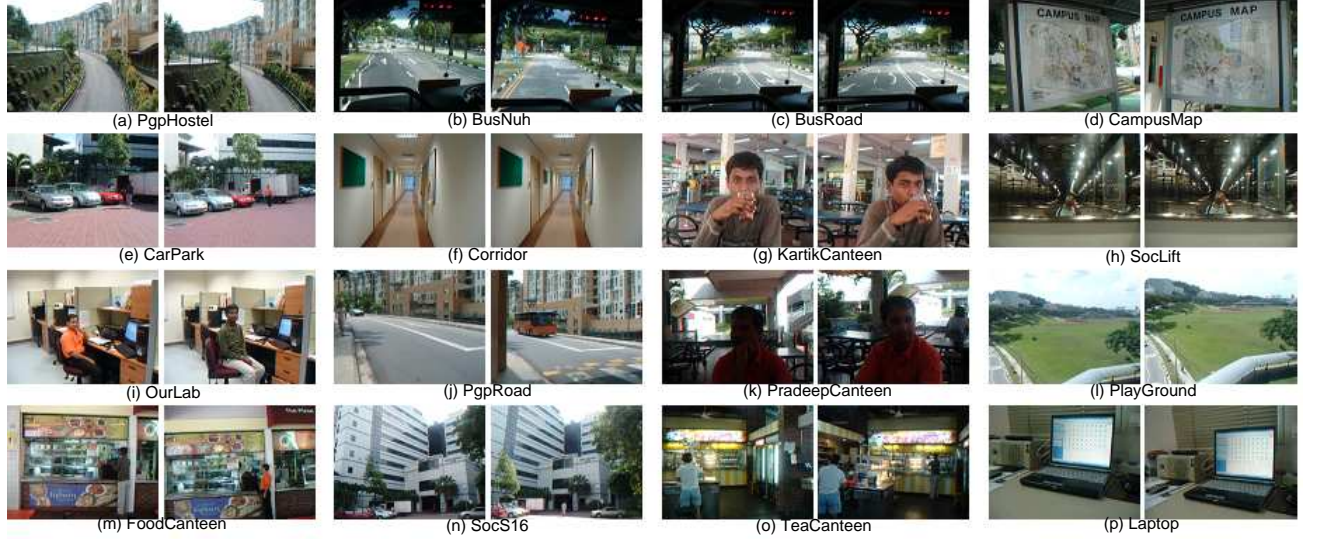 CAMPUS MAP
CAMPUS MAP
(a) PgpHostel
(b) BusNuh
(c) BusRoad
(d) CampusMap
(e) CarPark
(f) Corridor
(g) KartikCanteen
(h) SocLift
(i) OurLab
(j) PgpRoad
(k) PradeepCanteen
(l) PlayGround
(m) FoodCanteen
(n) SocS16
(o) TeaCanteen
(p) Laptop